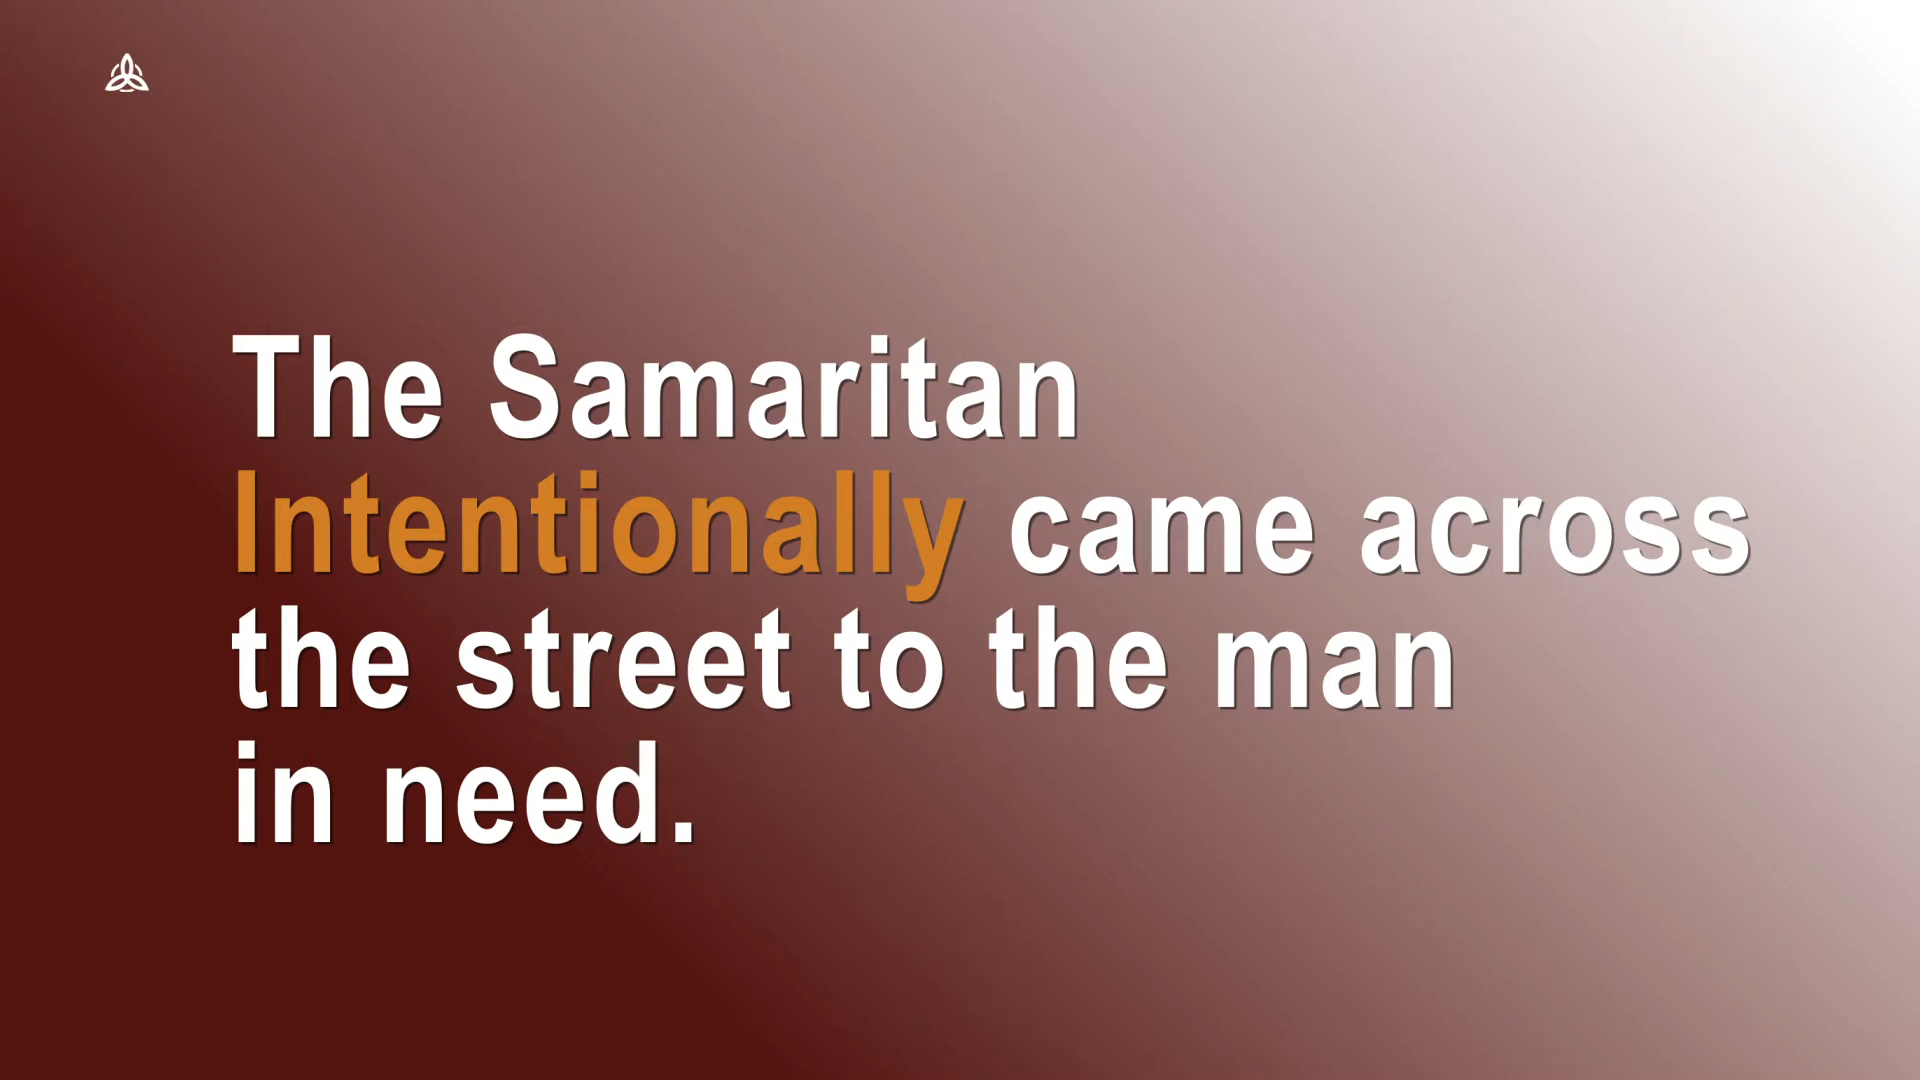 The Samaritan
Intentionally came across
the street to the man
in need.